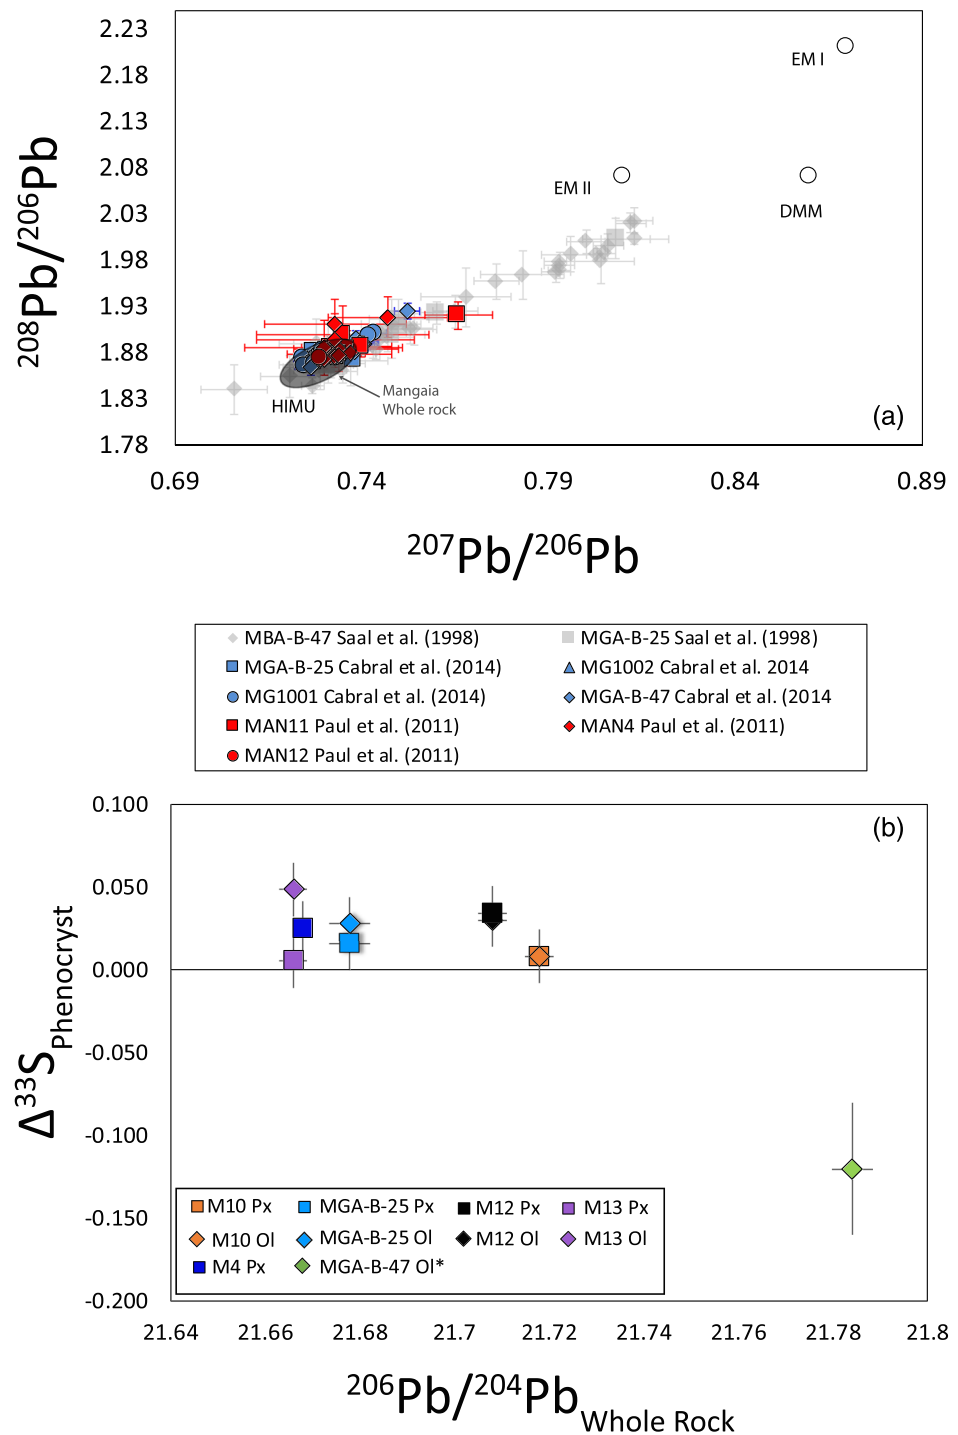 2.23
2.18
2.13
2.08
2.03
1.98
1.93
1.88
1.83
1.78
²⁰⁸Pb/²⁰⁶Pb
EM I
EM II
DMM
HIMU
Mangaia
Whole rock
(a)
0.69 0.74 0.79 0.84 0.89
²⁰⁷Pb/²⁰⁶Pb
MBA-B-47 Saal et al. (1998) MGA-B-25 Saal et al. (1998)
MGA-B-25 Cabral et al. (2014) MG1002 Cabral et al. 2014
MG1001 Cabral et al. (2014) MGA-B-47 Cabral et al. (2014
MAN11 Paul et al. (2011) MAN4 Paul et al. (2011)
MAN12 Paul et al. (2011)
0.100
0.050
0.000
-0.050
-0.100
-0.150
-0.200
Δ³³S Phenocryst
(b)
M10 Px MGA-B-25 Px M12 Px M13 Px
M10 Ol MGA-B-25 Ol M12 Ol M13 Ol
M4 Px MGA-B-47 Ol*
21.64 21.66 21.68 21.7 21.72 21.74 21.76 21.78 21.8
²⁰⁶Pb/²⁰⁴Pb Whole Rock